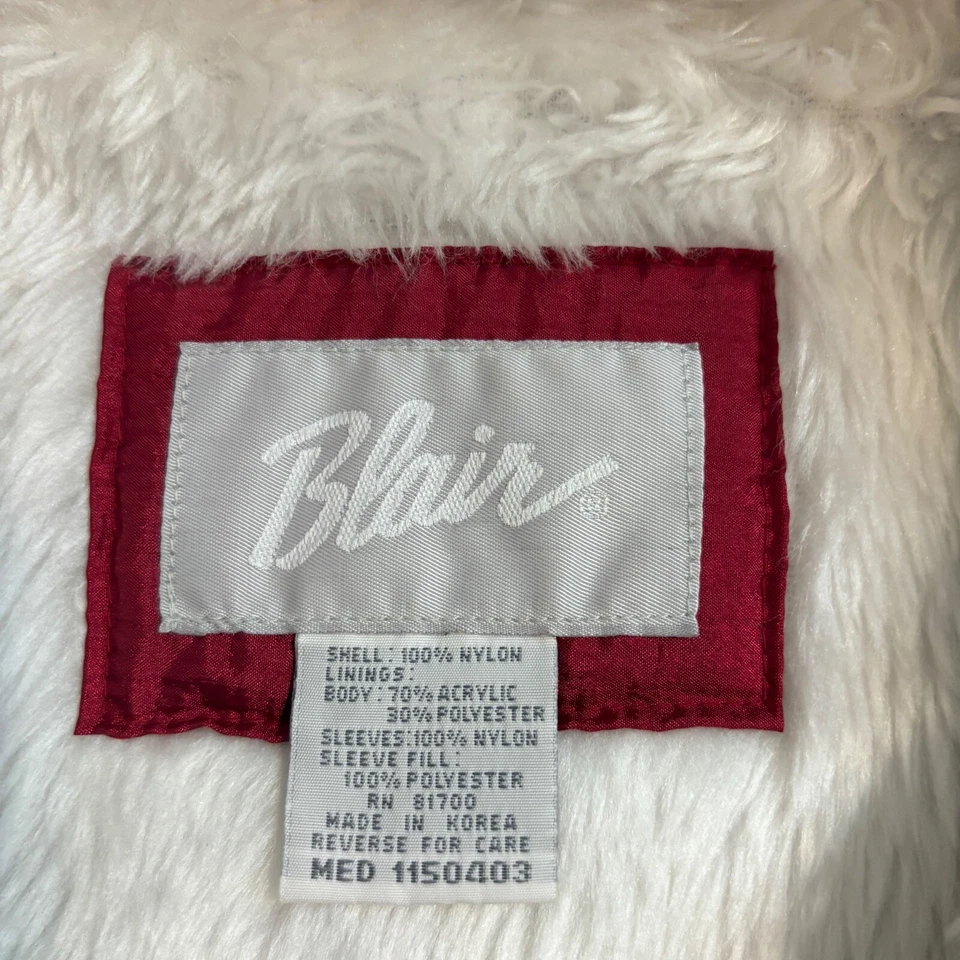 Blair®
SHELL: 100% NYLON
LININGS:
BODY: 70% ACRYLIC
30% POLYESTER
SLEEVES: 100% NYLON
SLEEVE FILL:
100% POLYESTER
RN 81700
MADE IN KOREA
REVERSE FOR CARE
MED 1150403